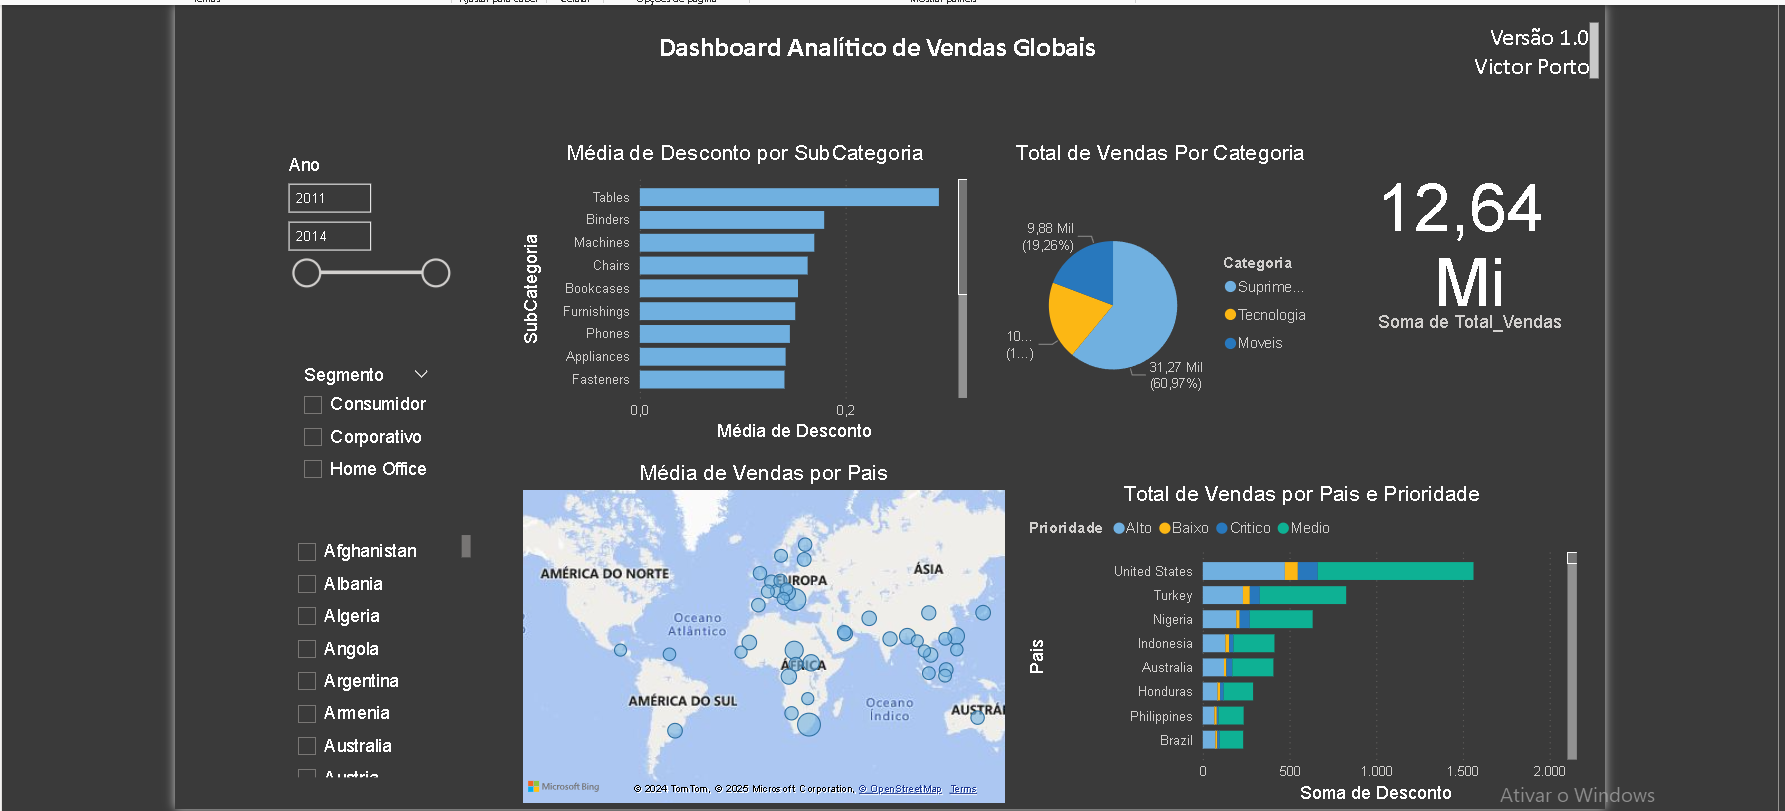 Dashboard Analítico de Vendas Globais
Versão 1.0
Victor Porto
Ano
2011
2014
Segmento
Consumidor
Corporativo
Home Office
Afghanistan
Albania
Algeria
Angola
Argentina
Armenia
Australia
Austria
Média de Desconto por SubCategoria
SubCategoria
Tables
Binders
Machines
Chairs
Bookcases
Furnishings
Phones
Appliances
Fasteners
0,0
0,2
Média de Desconto
Total de Vendas Por Categoria
9,88 Mil
(19,26%)
10...
(1...)
31,27 Mil
(60,97%)
Categoria
Suprime...
Tecnologia
Moveis
12,64
Mi
Soma de Total_Vendas
Média de Vendas por Pais
AMÉRICA DO NORTE
EUROPA
ÁSIA
Oceano
Atlântico
ÁFRICA
AMÉRICA DO SUL
Oceano
Índico
AUSTRÁL
Microsoft Bing
© 2024 TomTom, © 2025 Microsoft Corporation, © OpenStreetMap Terms
Total de Vendas por Pais e Prioridade
Prioridade Alto Baixo Critico Medio
Pais
United States
Turkey
Nigeria
Indonesia
Australia
Honduras
Philippines
Brazil
0
500
1.000
1.500
2.000
Soma de Desconto
Ativar o Windows